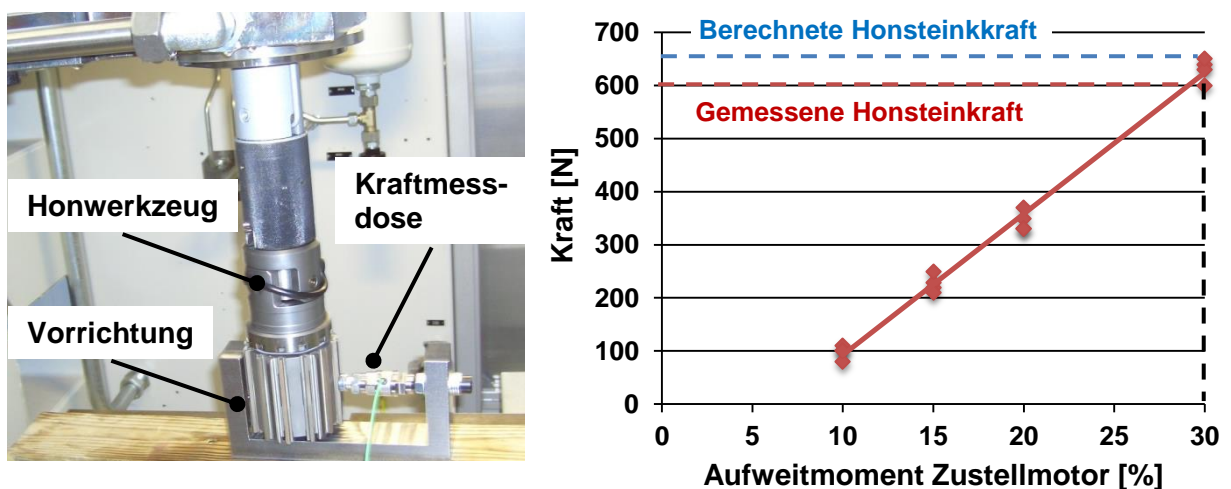 Honwerkzeug
Kraftmess-
dose
Vorrichtung
Berechnete Honsteinkkraft
Gemessene Honsteinkraft
Kraft [N]
700
600
500
400
300
200
100
0
0 5 10 15 20 25 30
Aufweitmoment Zustellmotor [%]